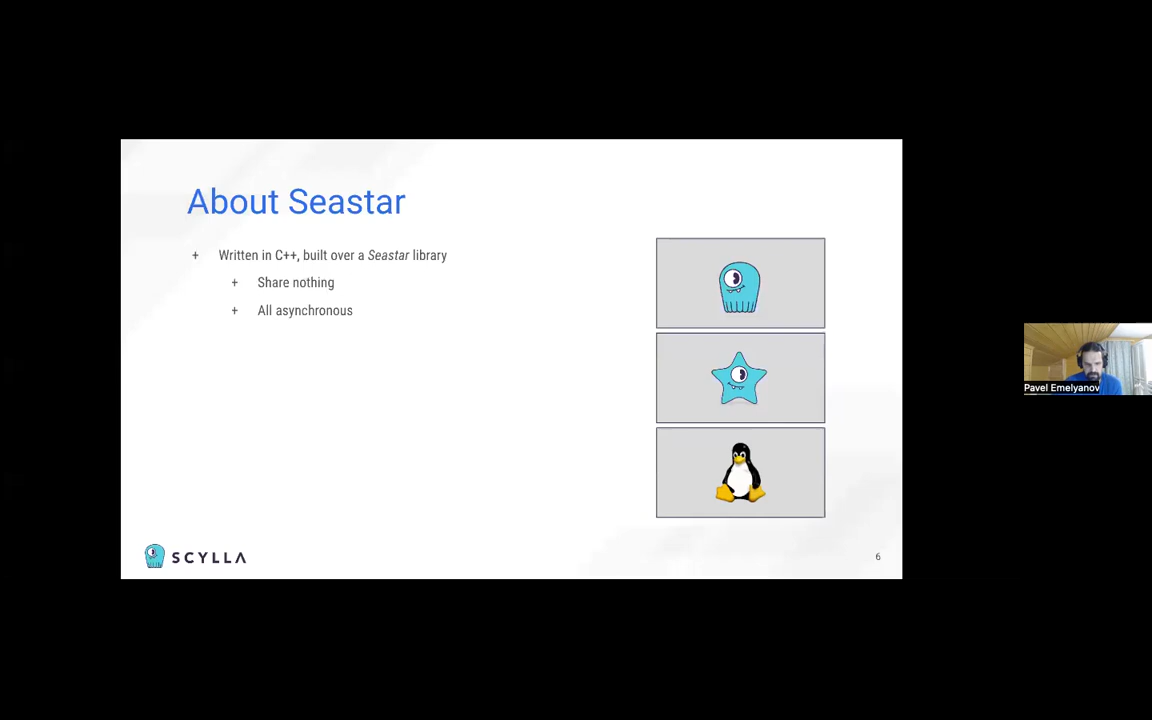 About Seastar
+ Written in C++, built over a Seastar library
+ Share nothing
+ All asynchronous
SCYLLA
6
Pavel Emelyanov